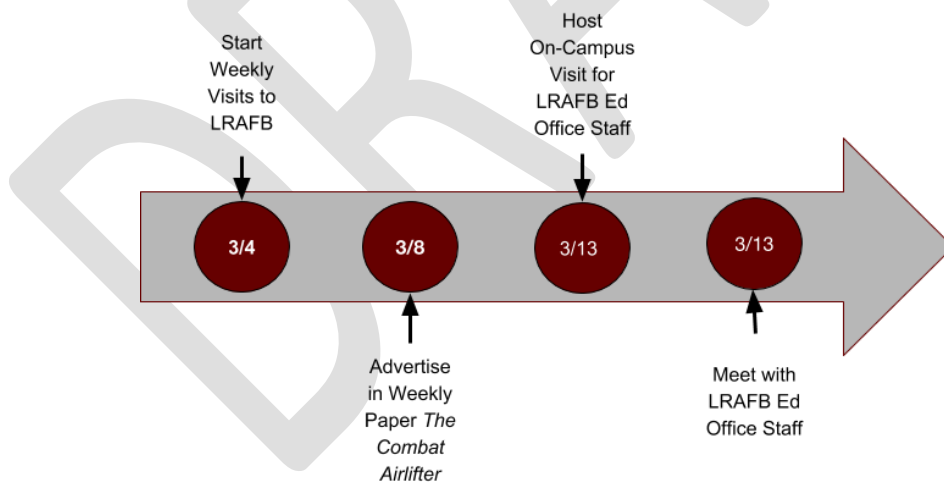 Start
Weekly
Visits to
LRAFB
Host
On-Campus
Visit for
LRAFB Ed
Office Staff
3/4
3/8
3/13
3/13
Advertise
in Weekly
Paper The
Combat
Airlifter
Meet with
LRAFB Ed
Office Staff
DRA